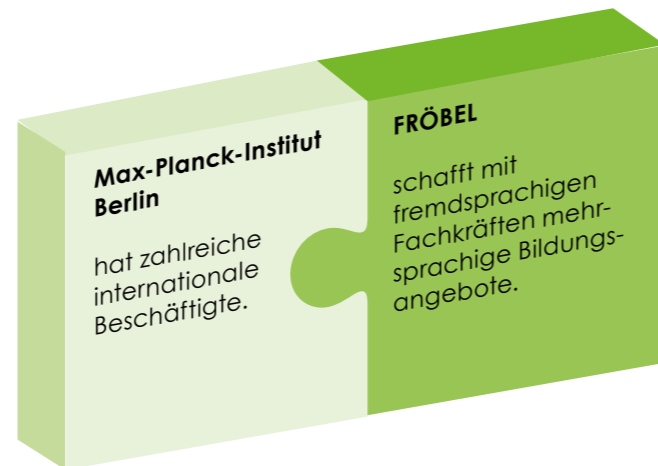 Max-Planck-Institut
Berlin
hat zahlreiche
internationale
Beschäftigte.
FRÖBEL
schafft mit
fremdsprachigen
Fachkräften mehr-
sprachige Bildungs-
angebote.